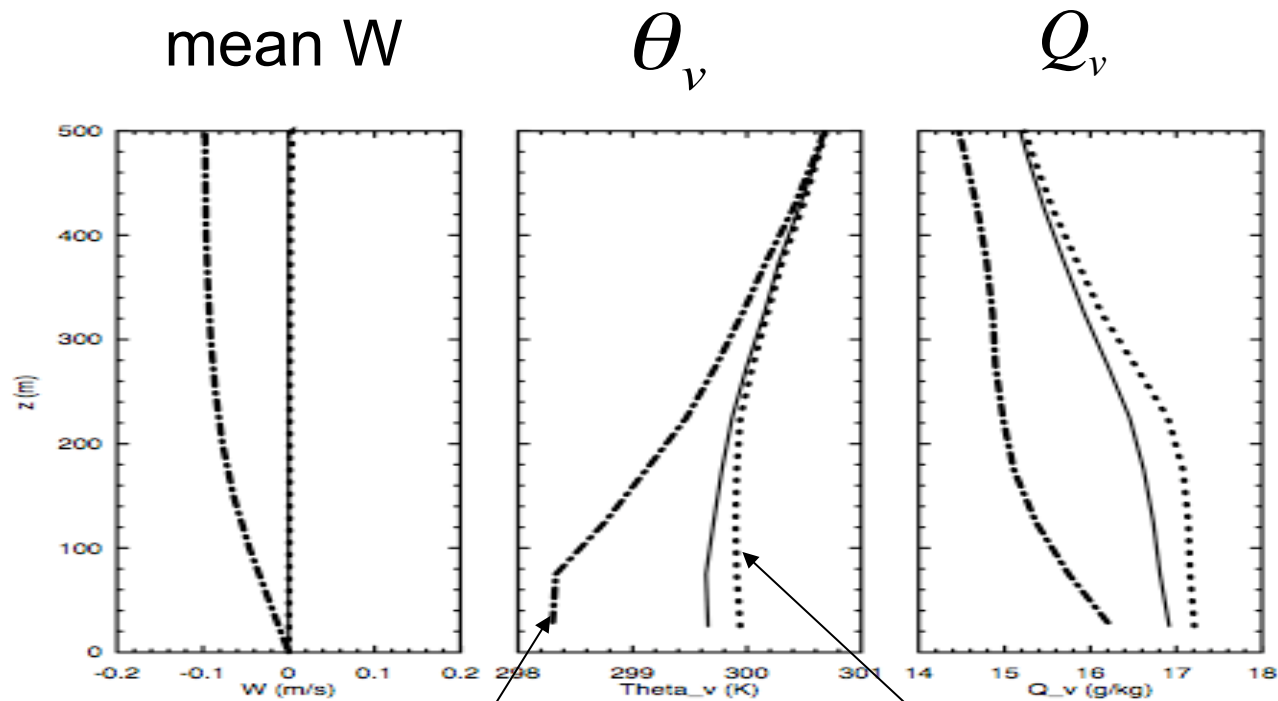 mean W θv Qv
500
400
300
200
100
0
z (m)
-0.2 -0.1 0 0.1 0.2
W (m/s)
298 299 300 301
Theta_v (K)
14 15 16 17 18
Q_v (g/kg)